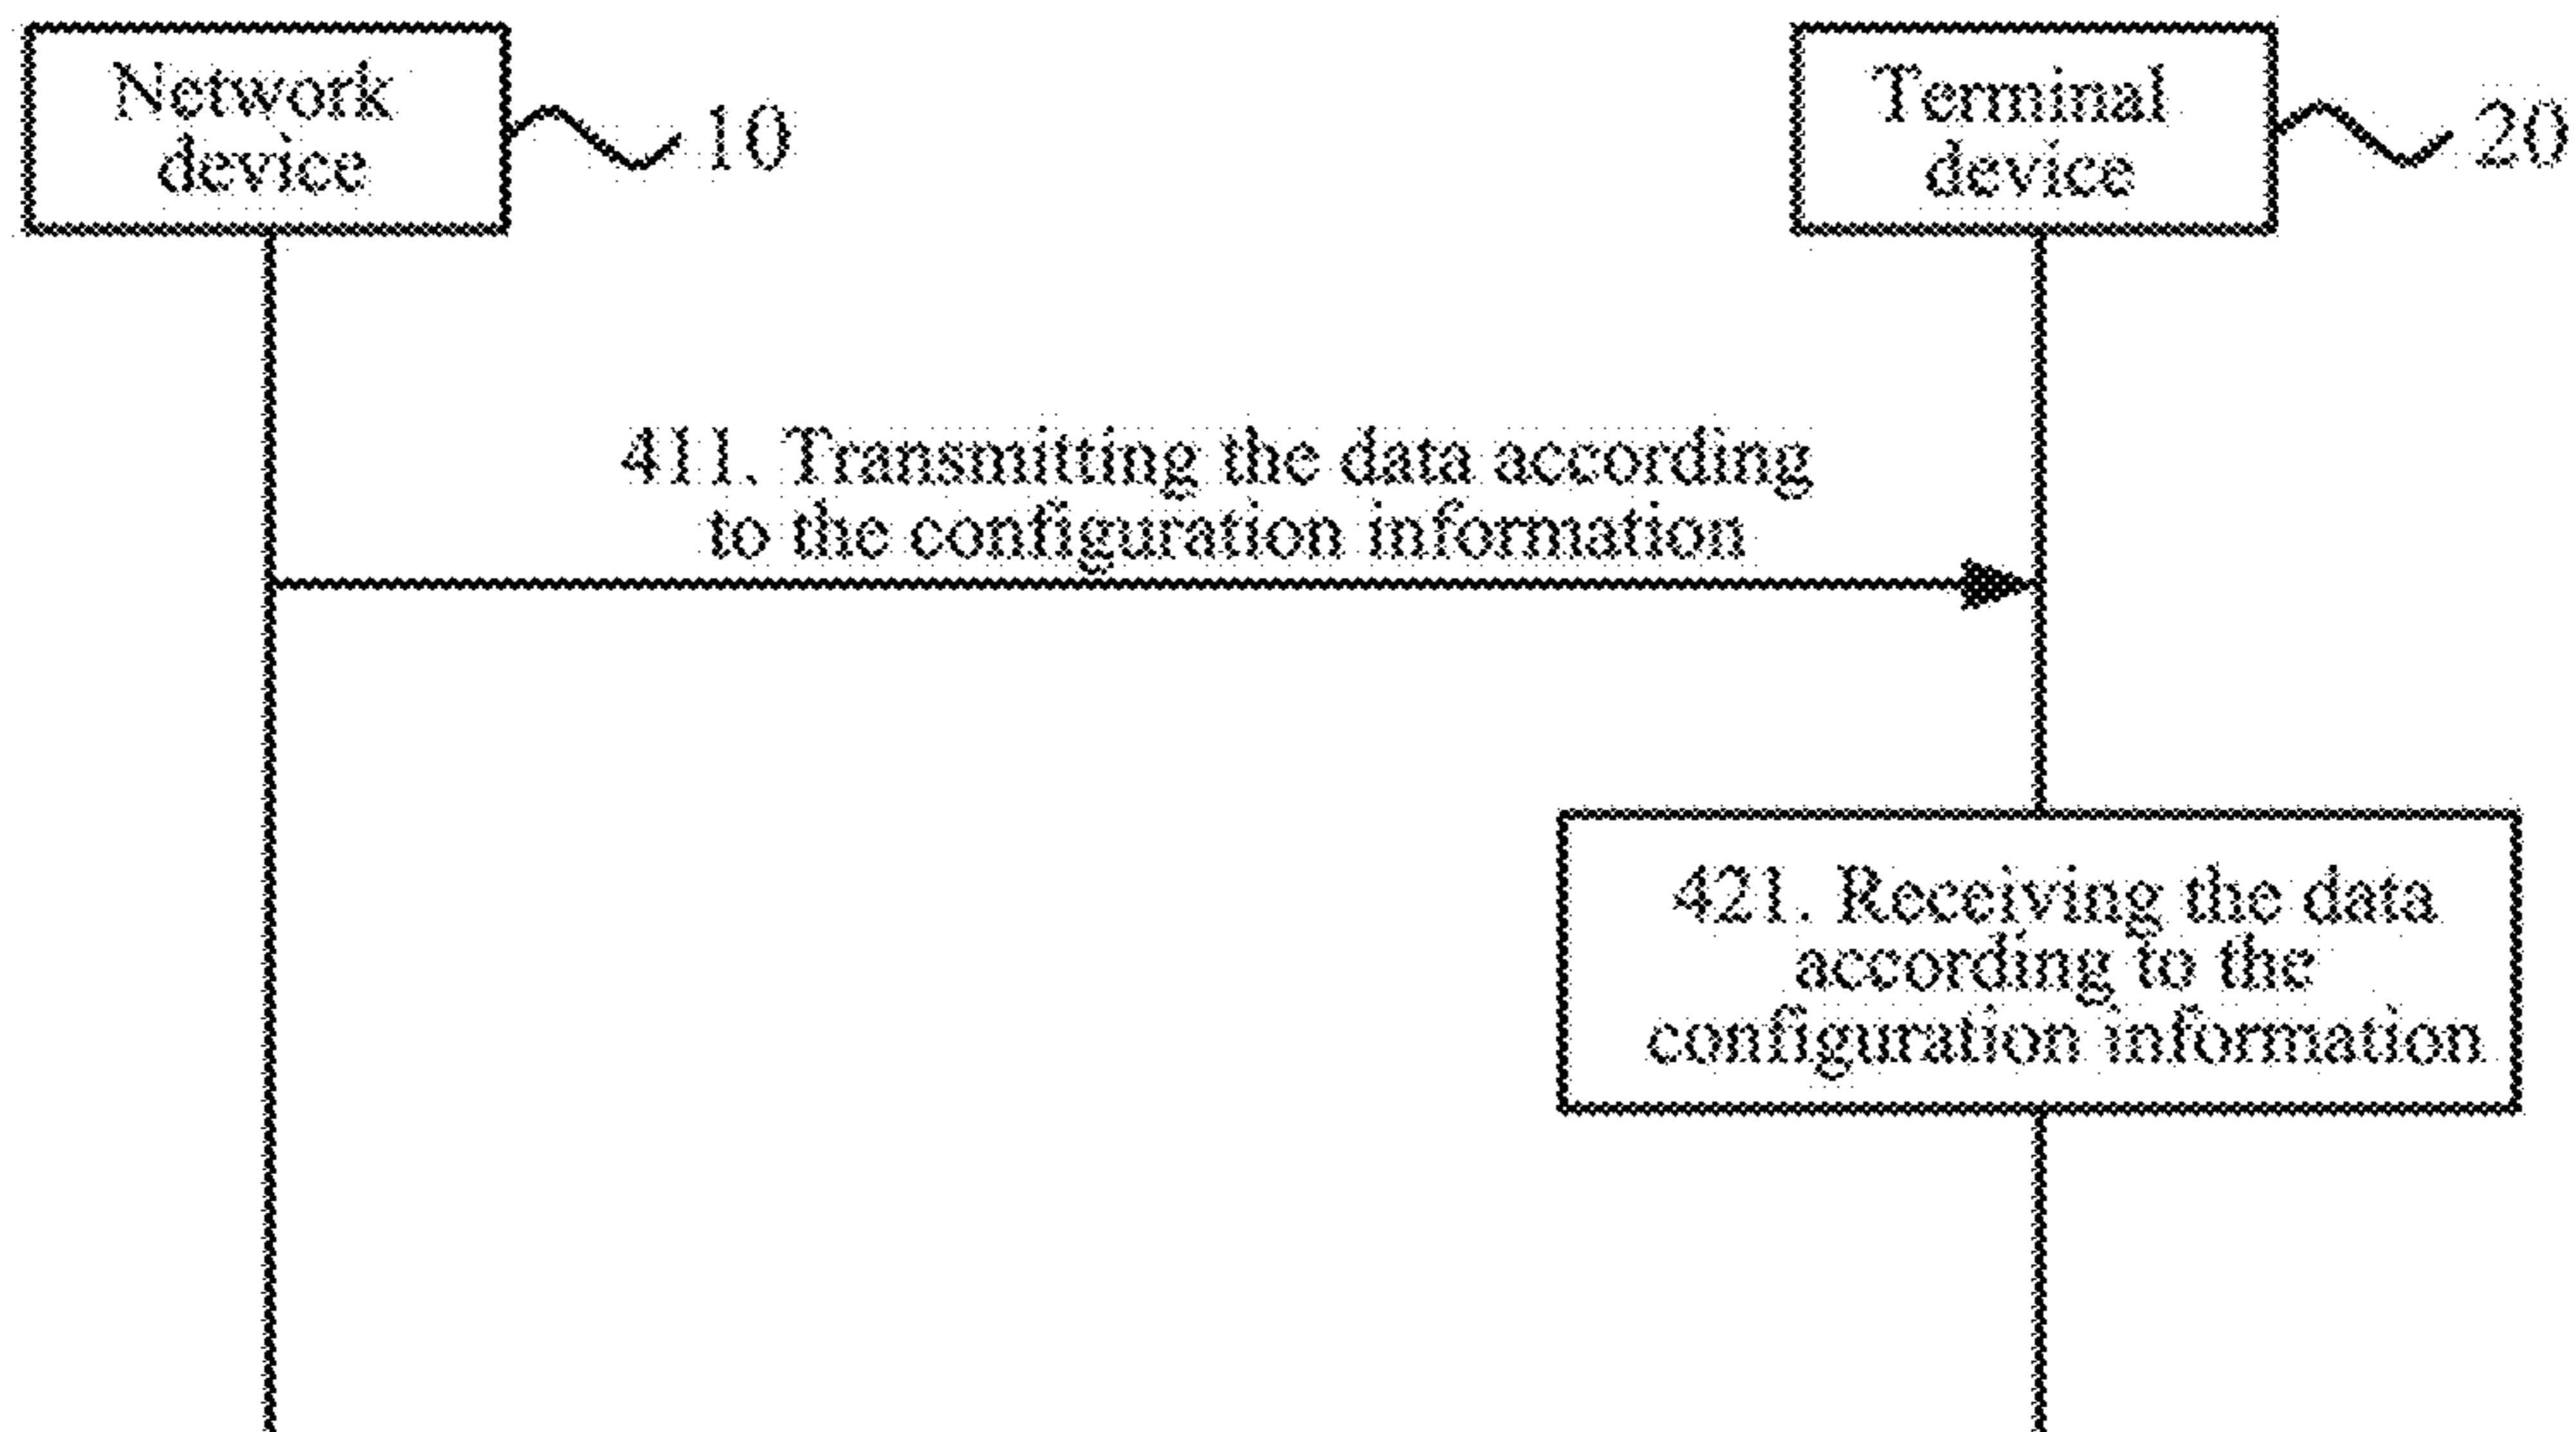 Network
device
10
Terminal
device
20
411. Transmitting the data according
to the configuration information
421. Receiving the data
according to the
configuration information